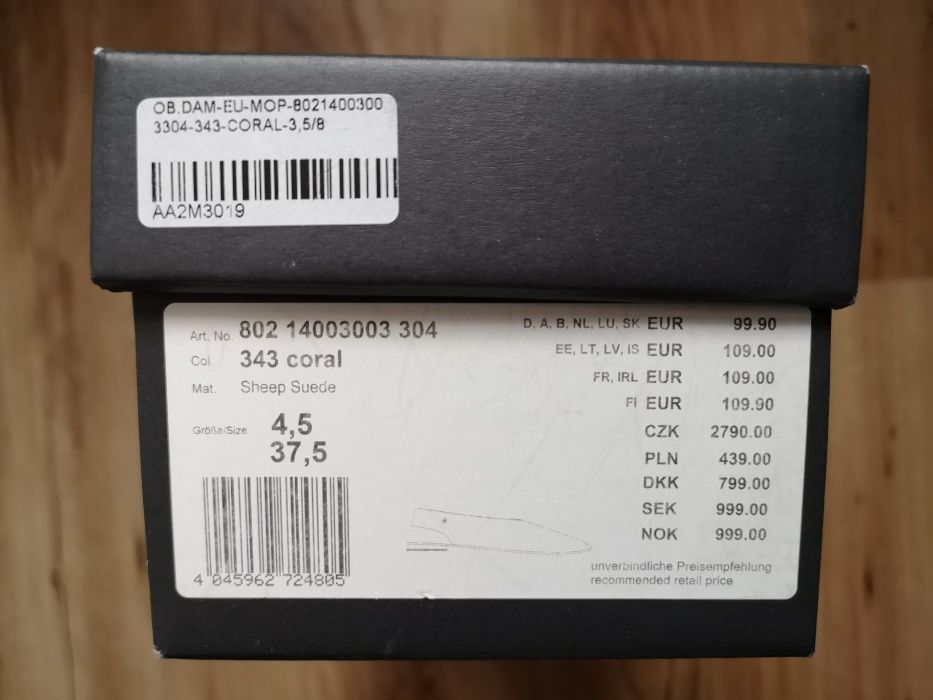 OB.DAM-EU-MOP-8021400300
3304-343-CORAL-3,5/8
AA2M3019
Art. No. 802 14003003 304
Col. 343 coral
Mat. Sheep Suede
Größe/Size 4,5
37,5
4 045962 724805
D, A, B, NL, LU, SK EUR 99.90
EE, LT, LV, IS EUR 109.00
FR, IRL EUR 109.00
FI EUR 109.90
CZK 2790.00
PLN 439.00
DKK 799.00
SEK 999.00
NOK 999.00
unverbindliche Preisempfehlung
recommended retail price